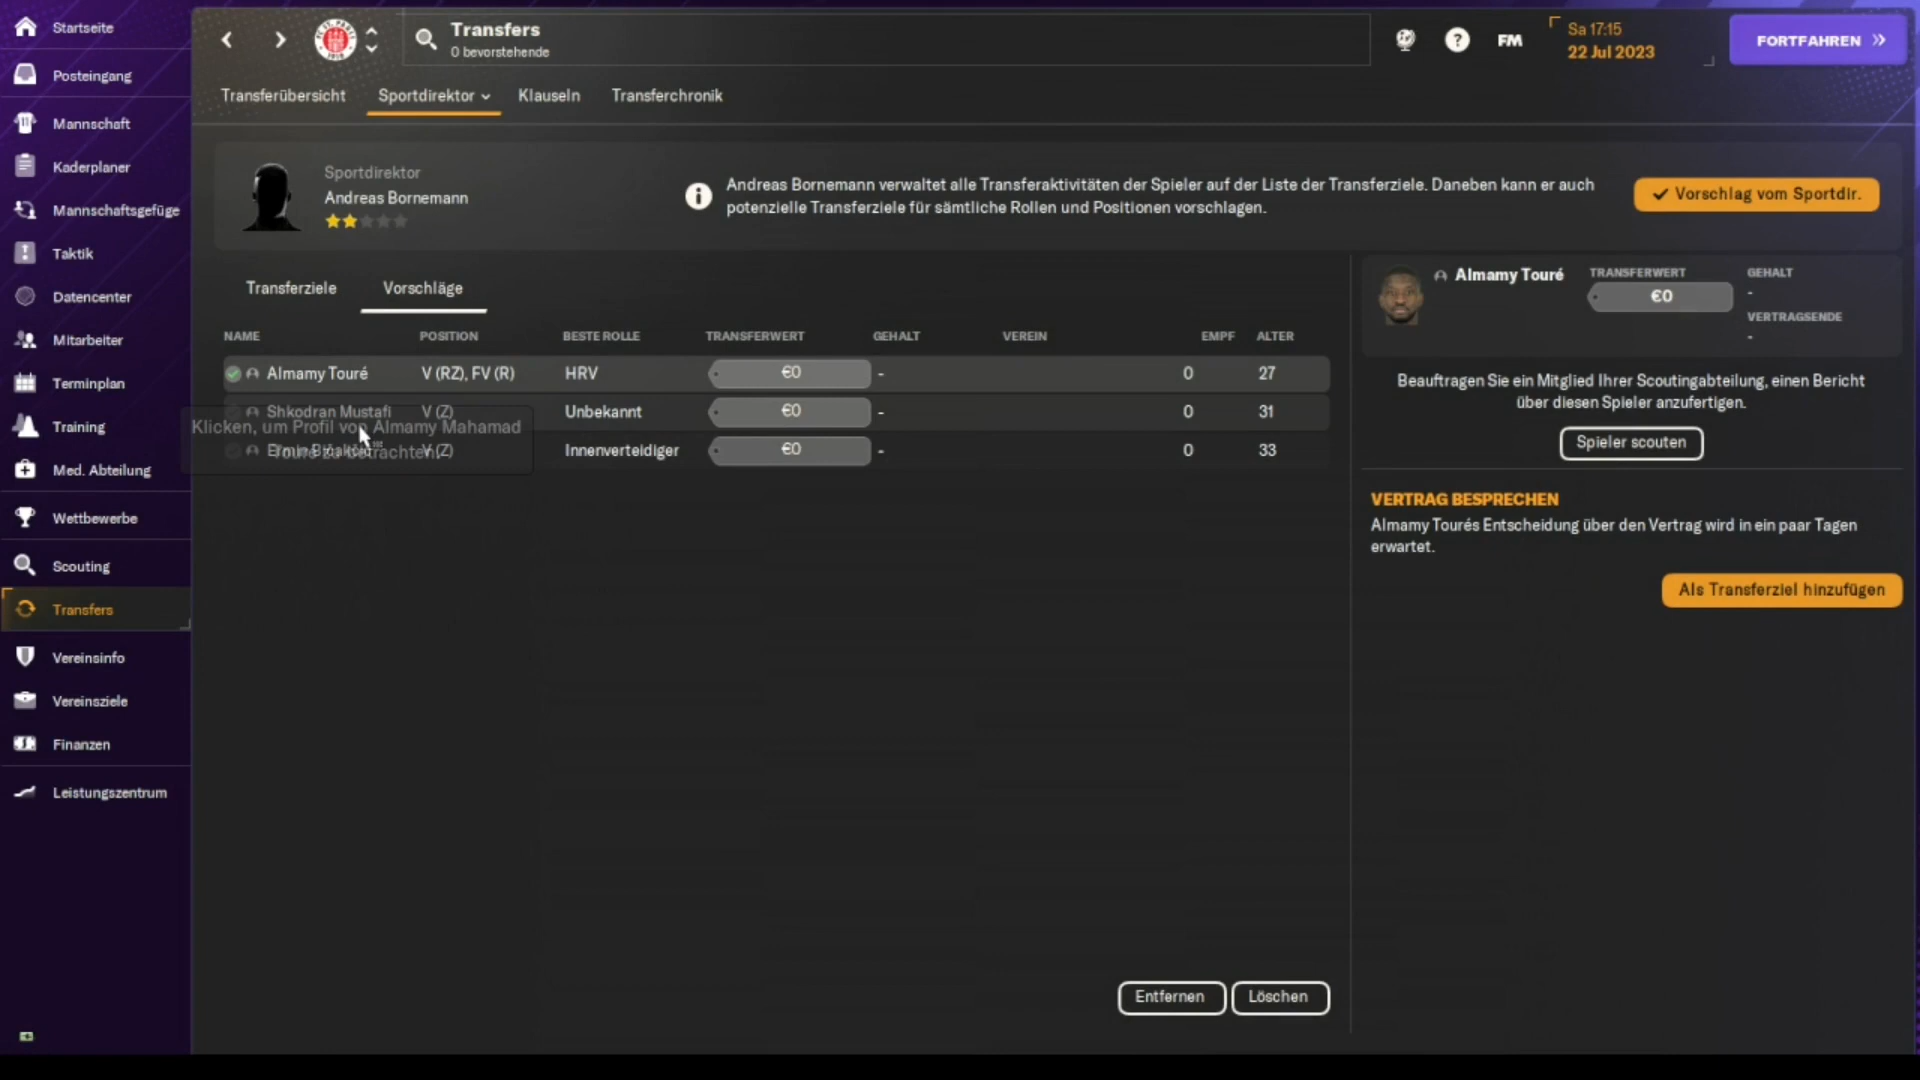 Startseite
Posteingang
Mannschaft
Kaderplaner
Mannschaftsgefüge
Taktik
Datencenter
Mitarbeiter
Terminplan
Training
Med. Abteilung
Wettbewerbe
Scouting
Transfers
Vereinsinfo
Vereinsziele
Finanzen
Leistungszentrum
Transfers
0 bevorstehende
FM
Sa 17:15
22 Jul 2023
FORTFAHREN
Transferübersicht Sportdirektor Klauseln Transferchronik
Sportdirektor
Andreas Bornemann
Andreas Bornemann verwaltet alle Transferaktivitäten der Spieler auf der Liste der Transferziele. Daneben kann er auch
potenzielle Transferziele für sämtliche Rollen und Positionen vorschlagen.
Vorschlag vom Sportdir.
Transferziele Vorschläge
NAME POSITION BESTE ROLLE TRANSFERWERT GEHALT VEREIN EMPF ALTER
Almamy Touré V (RZ), FV (R) HRV €0 - 0 27
Shkodran Mustafi V (Z) Unbekannt €0 - 0 31
Klicken, um Profil von Almamy Mahamad
Touré zu betrachten
V (Z) Innenverteidiger €0 - 0 33
Entfernen Löschen
Almamy Touré
TRANSFERWERT
€0
GEHALT
-
VERTRAGSENDE
-
Beauftragen Sie ein Mitglied Ihrer Scoutingabteilung, einen Bericht
über diesen Spieler anzufertigen.
Spieler scouten
VERTRAG BESPRECHEN
Almamy Tourés Entscheidung über den Vertrag wird in ein paar Tagen
erwartet.
Als Transferziel hinzufügen